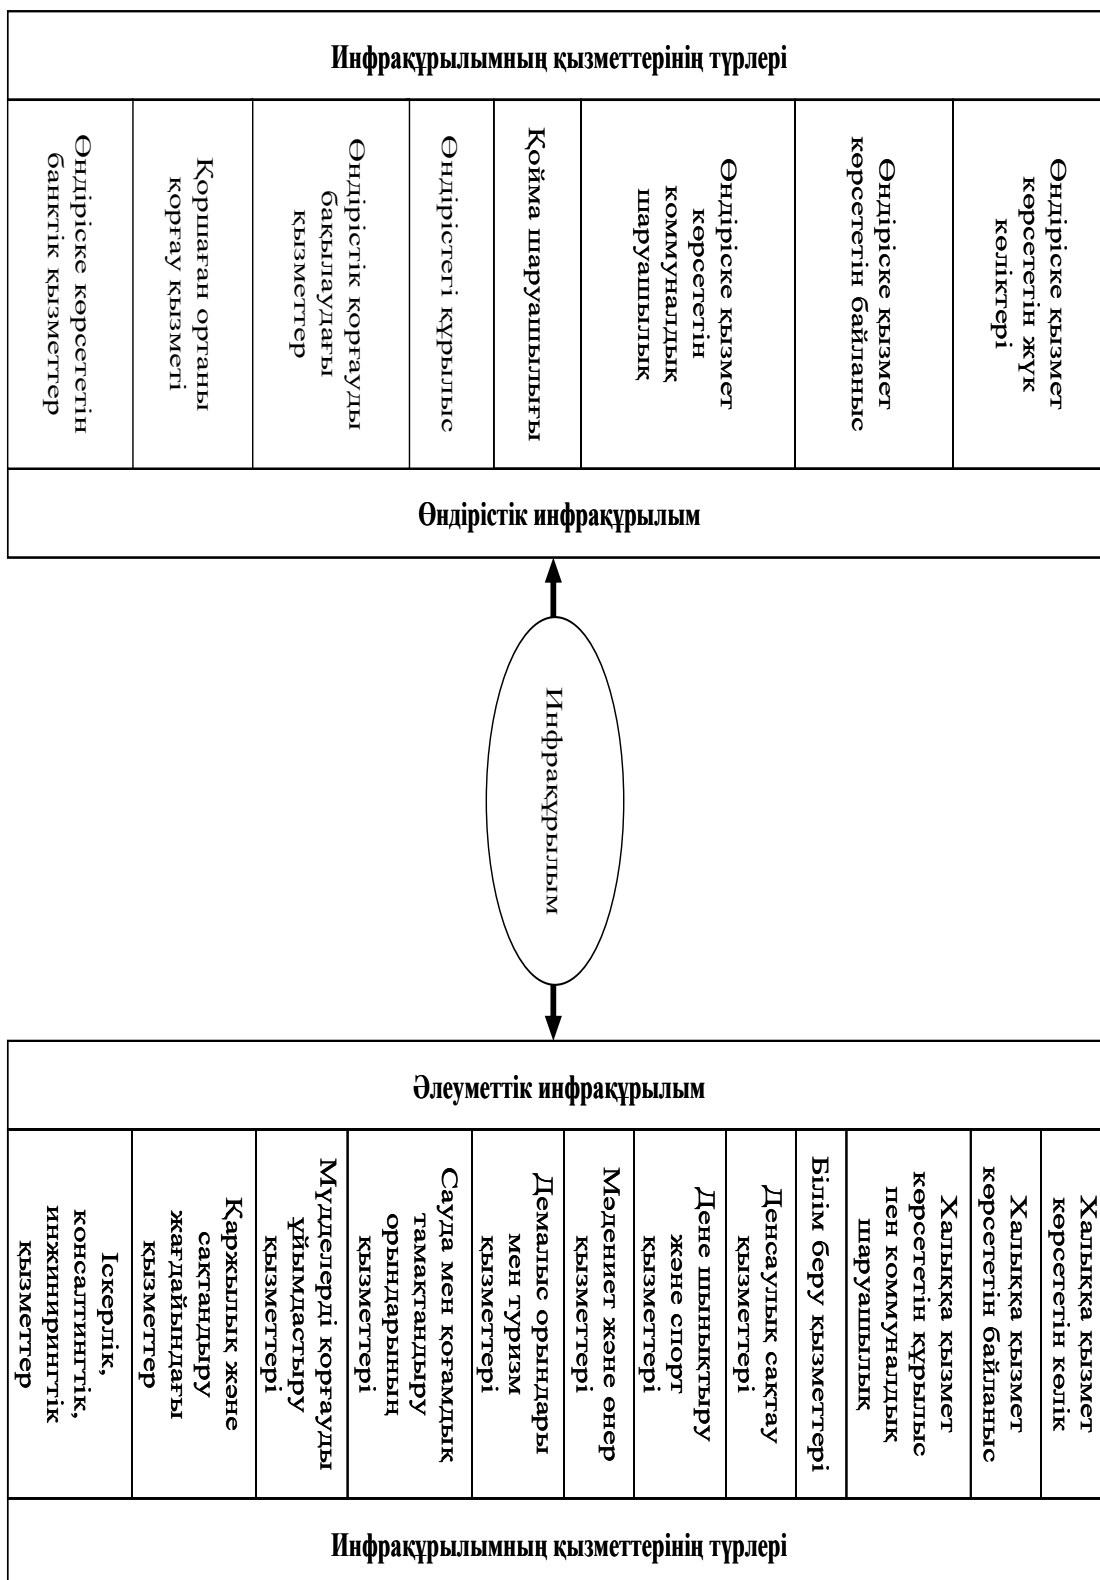 Инфрақұрылымның қызметтерінің түрлері
Өндіріске көрсететін
банктік қызметтер
Қоршаған ортаны
қорғау қызметі
Өндірістік қорғауды
бақылаудағы
қызметтер
Өндірістегі құрылыс
Қойма шаруашылығы
Өндіріске қызмет
көрсететін
коммуналдық
шаруашылық
Өндіріске қызмет
көрсететін байланыс
Өндіріске қызмет
көрсететін жүк
көліктері
Өндірістік инфрақұрылым
Инфрақұрылым
Әлеуметтік инфрақұрылым
Іскерлік,
консалтингтік,
инжинирингтік
қызметтер
Қаржылық және
сақтандыру
жағдайындағы
қызметтер
Мүдделерді қорғауды
ұйымдастыру
қызметтері
Сауда мен қоғамдық
тамақтандыру
орындарының
қызметтері
Демалыс орындары
мен туризм
қызметтері
Мәдениет және өнер
қызметтері
Дене шынықтыру
және спорт
қызметтері
Денсаулық сақтау
қызметтері
Білім беру қызметтері
Халыққа қызмет
көрсететін құрылыс
пен коммуналдық
шаруашылық
Халыққа қызмет
көрсететін байланыс
Халыққа қызмет
көрсететін көлік
Инфрақұрылымның қызметтерінің түрлері